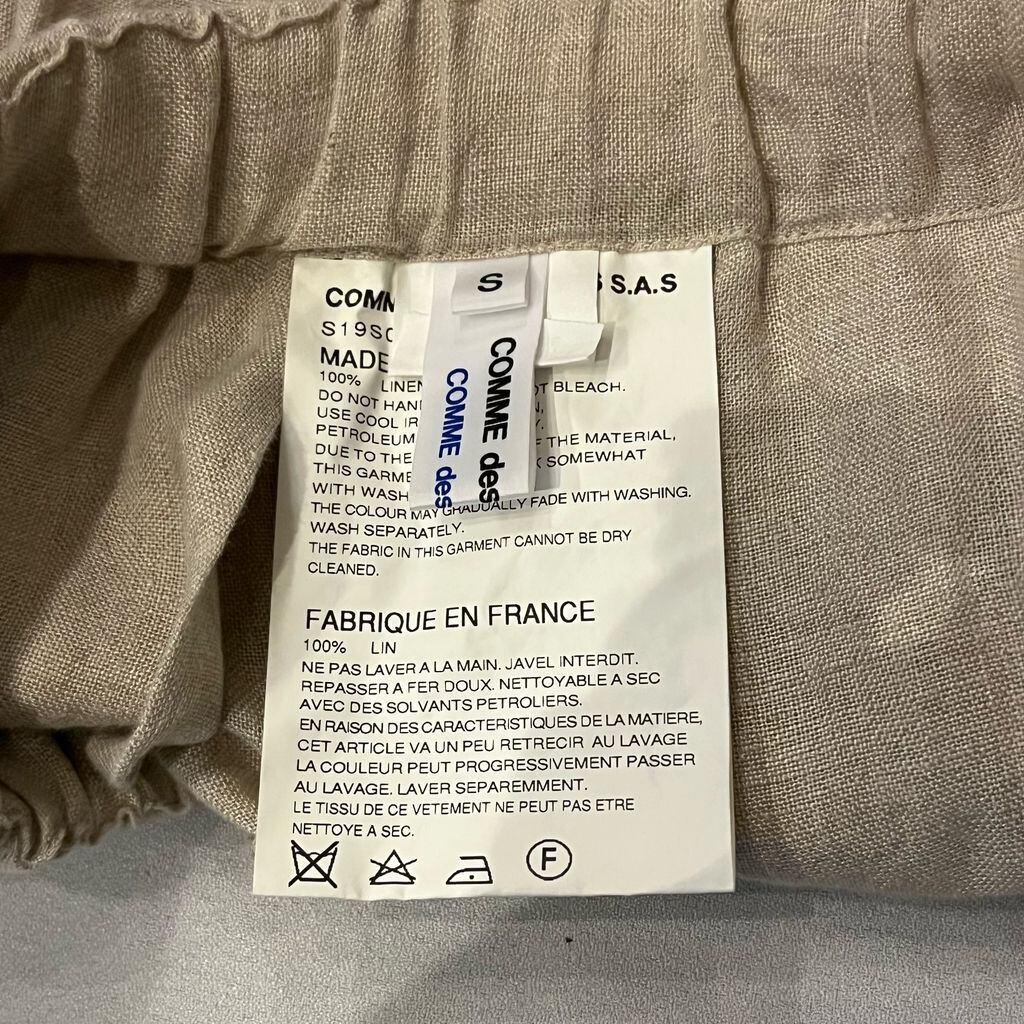 S
COMME des
COMME des
COMM S.A.S
S19S
MADE
100% LINEN OT BLEACH.
DO NOT HAN
USE COOL IR
PETROLEUM
DUE TO THE F THE MATERIAL,
THIS GARME K SOMEWHAT
WITH WASH
THE COLOUR MAY GRADUALLY FADE WITH WASHING.
WASH SEPARATELY.
THE FABRIC IN THIS GARMENT CANNOT BE DRY
CLEANED.
FABRIQUE EN FRANCE
100% LIN
NE PAS LAVER A LA MAIN. JAVEL INTERDIT.
REPASSER A FER DOUX. NETTOYABLE A SEC
AVEC DES SOLVANTS PETROLIERS.
EN RAISON DES CARACTERISTIQUES DE LA MATIERE,
CET ARTICLE VA UN PEU RETRECIR AU LAVAGE
LA COULEUR PEUT PROGRESSIVEMENT PASSER
AU LAVAGE. LAVER SEPAREMMENT.
LE TISSU DE CE VETEMENT NE PEUT PAS ETRE
NETTOYE A SEC.
F